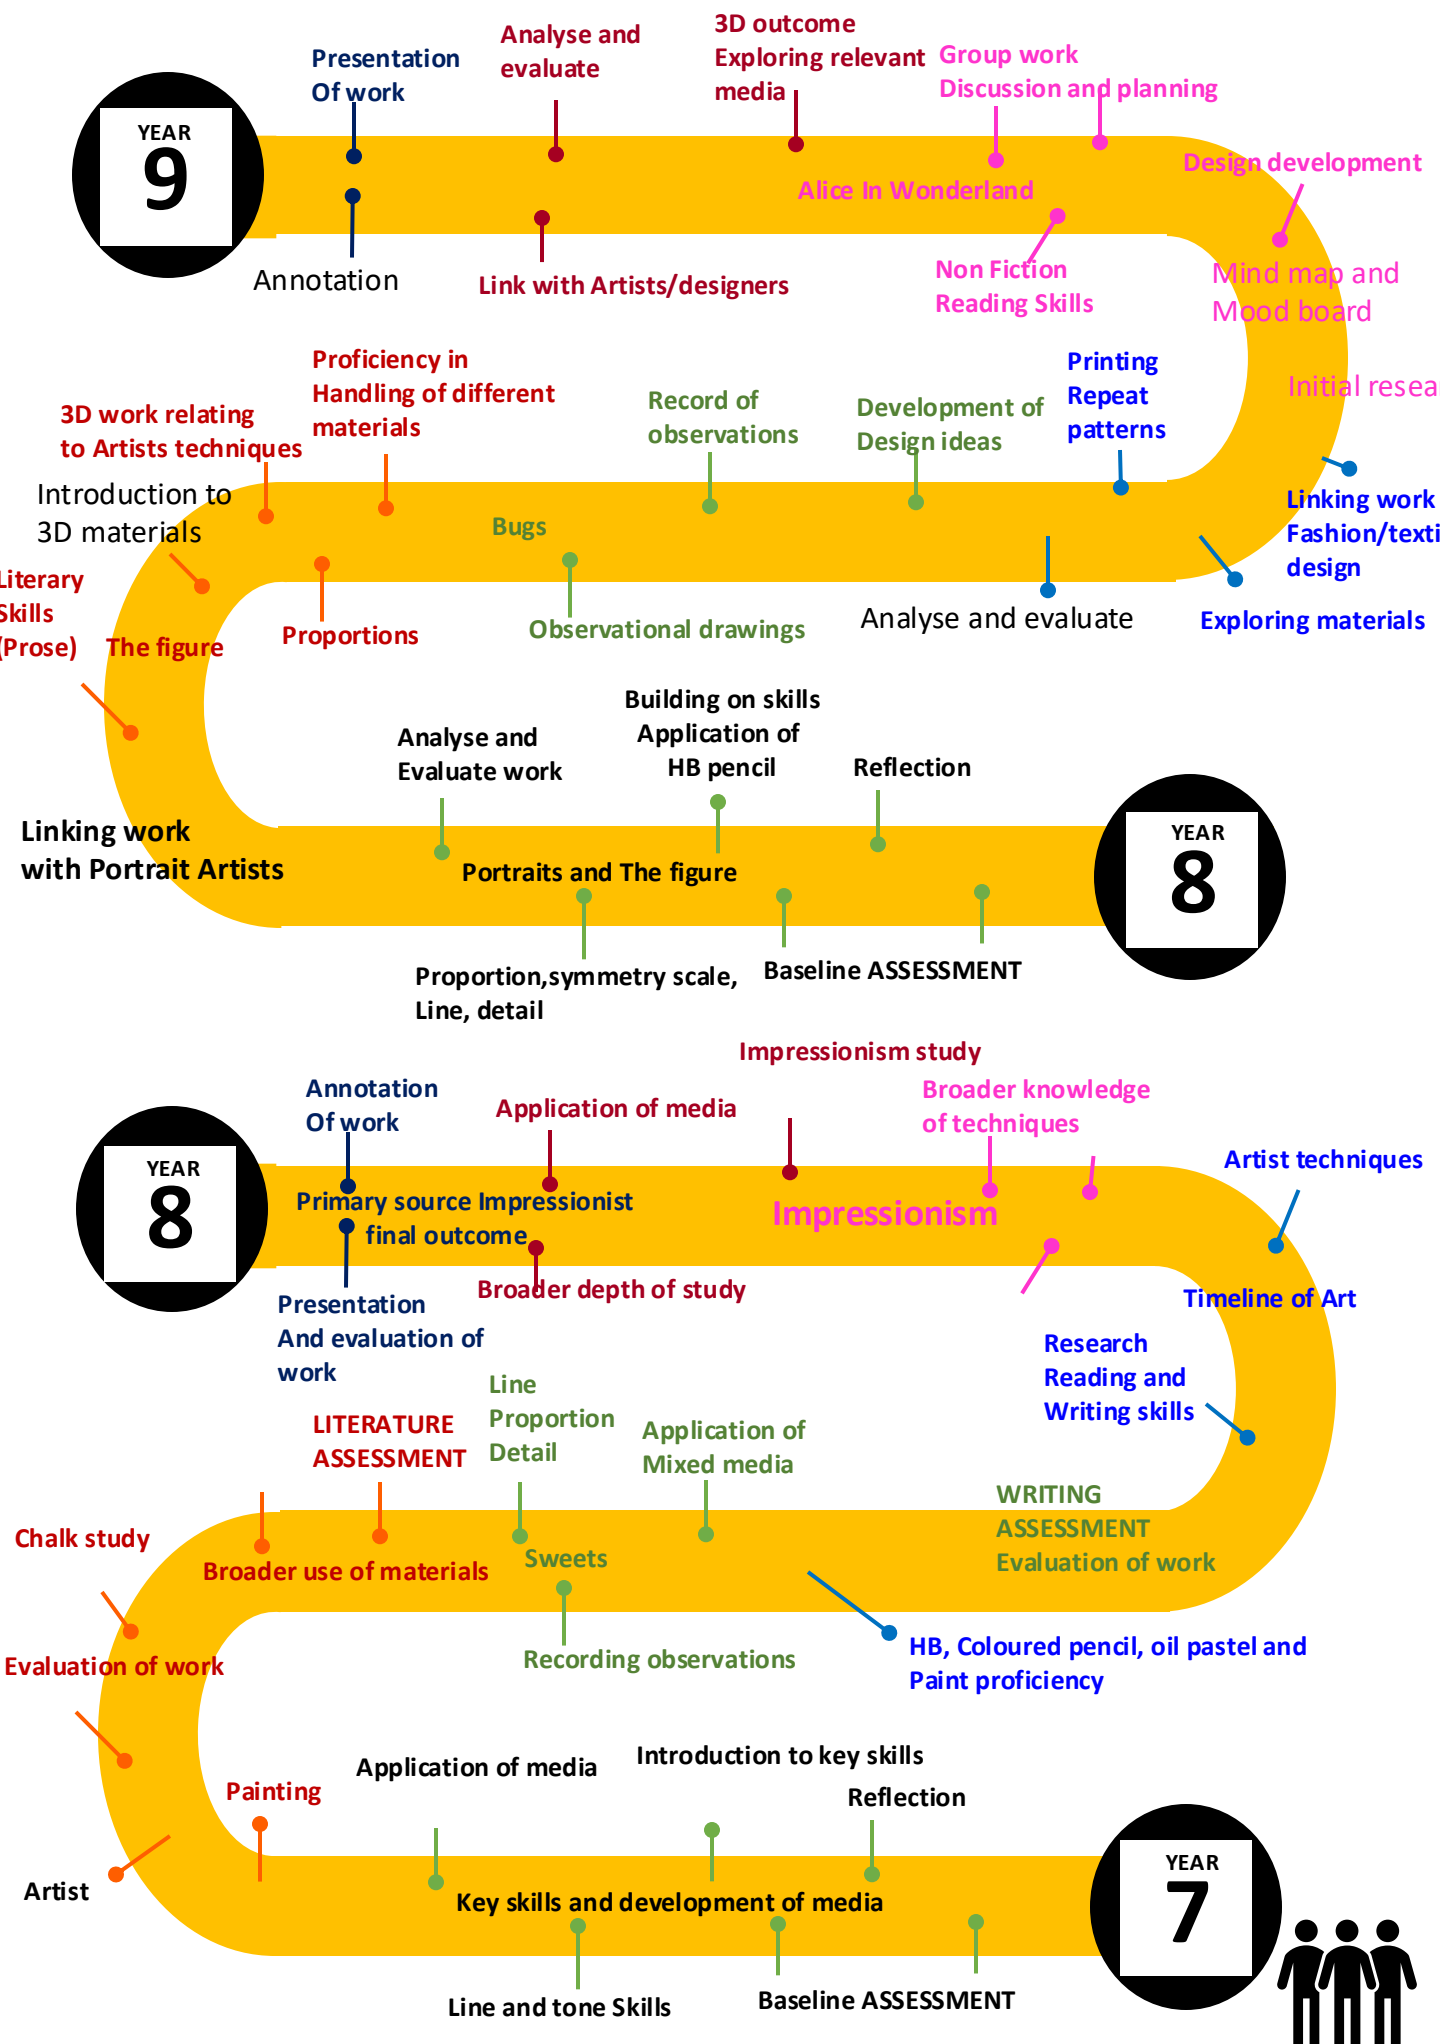 3D outcome
Exploring relevant
media
Analyse and
evaluate
Presentation
Of work
Group work
Discussion and planning
YEAR
9
Design development
Alice In Wonderland
Annotation
Link with Artists/designers
Non Fiction
Reading Skills
Mind map and
Mood board
Proficiency in
Handling of different
materials
Printing
Repeat
patterns
Initial
3D work relating
to Artists techniques
Record of
observations
Development of
Design ideas
Introduction to
3D materials
Bugs
Linking work
design
Literary
Skills
(Prose)
The figure
Proportions
Observational drawings
Analyse and evaluate
Exploring materials
Building on skills
Application of
HB pencil
Analyse and
Evaluate work
Reflection
Linking work
with Portrait Artists
Portraits and The figure
YEAR
8
Proportion,symmetry scale,
Line, detail
Baseline ASSESSMENT
Impressionism study
Annotation
Of work
Application of media
Broader knowledge
of techniques
Artist techniques
YEAR
8
Primary source Impressionist
final outcome
Impressionism
Broader depth of study
Presentation
And evaluation of
work
Timeline of Art
Research
Reading and
Writing skills
LITERATURE
ASSESSMENT
Line
Proportion
Detail
Application of
Mixed media
WRITING
ASSESSMENT
Evaluation of work
Chalk study
Broader use of materials
Sweets
Recording observations
HB, Coloured pencil, oil pastel and
Paint proficiency
Evaluation of work
Painting
Application of media
Introduction to key skills
Reflection
Artist
Key skills and development of media
YEAR
7
Line and tone Skills
Baseline ASSESSMENT